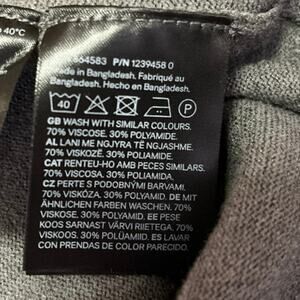 40°C
864583 P/N 1239458 0
Made in Bangladesh. Fabriqué au
Bangladesh. Hecho en Bangladesh.
40
GB WASH WITH SIMILAR COLOURS.
70% VISCOSE. 30% POLYAMIDE.
AL LANI ME NGJYRA TË NGJASHME.
70% VISKOZË. 30% POLIAMIDE.
CAT RENTEU-HO AMB PECES SIMILARS.
70% VISCOSA. 30% POLIAMIDA.
CZ PERTE S PODOBNÝMI BARVAMI.
70% VISKÓZA. 30% POLYAMID. DE MIT
ÄHNLICHEN FARBEN WASCHEN, 70%
VISKOSE. 30% POLYAMID. EE PESE
KOOS SARNAST VÄRVI RIIETEGA. 70%
VISKOOS. 30% POLÜAMIID. ES LAVAR
CON PRENDAS DE COLOR PARECIDO.